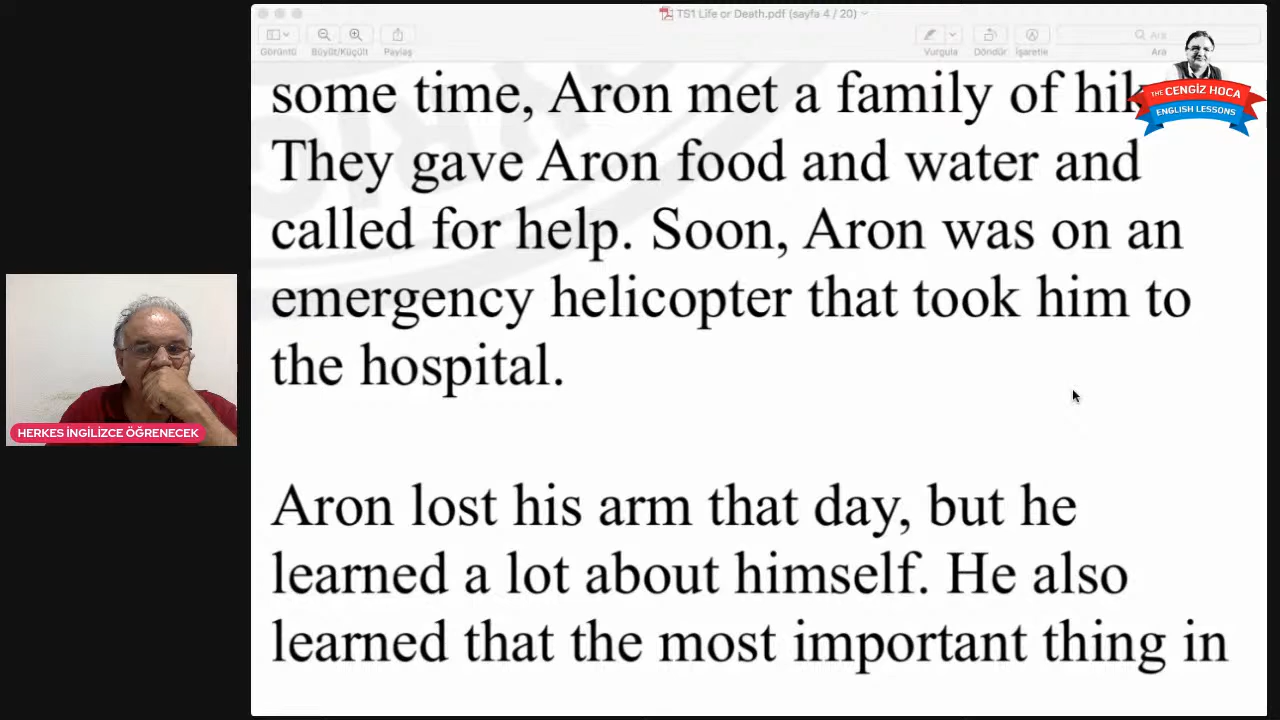 TS1 Life or Death.pdf (sayfa 4 / 20)
Görüntü
Büyüt/Küçült
Paylaş
Vurgula
Döndür
İşaretle
Ara
Ara
THE CENGİZ HOCA
ENGLISH LESSONS
some time, Aron met a family of
They gave Aron food and water and
called for help. Soon, Aron was on an
emergency helicopter that took him to
the hospital.
HERKES İNGİLİZCE ÖĞRENECEK
Aron lost his arm that day, but he
learned a lot about himself. He also
learned that the most important thing in